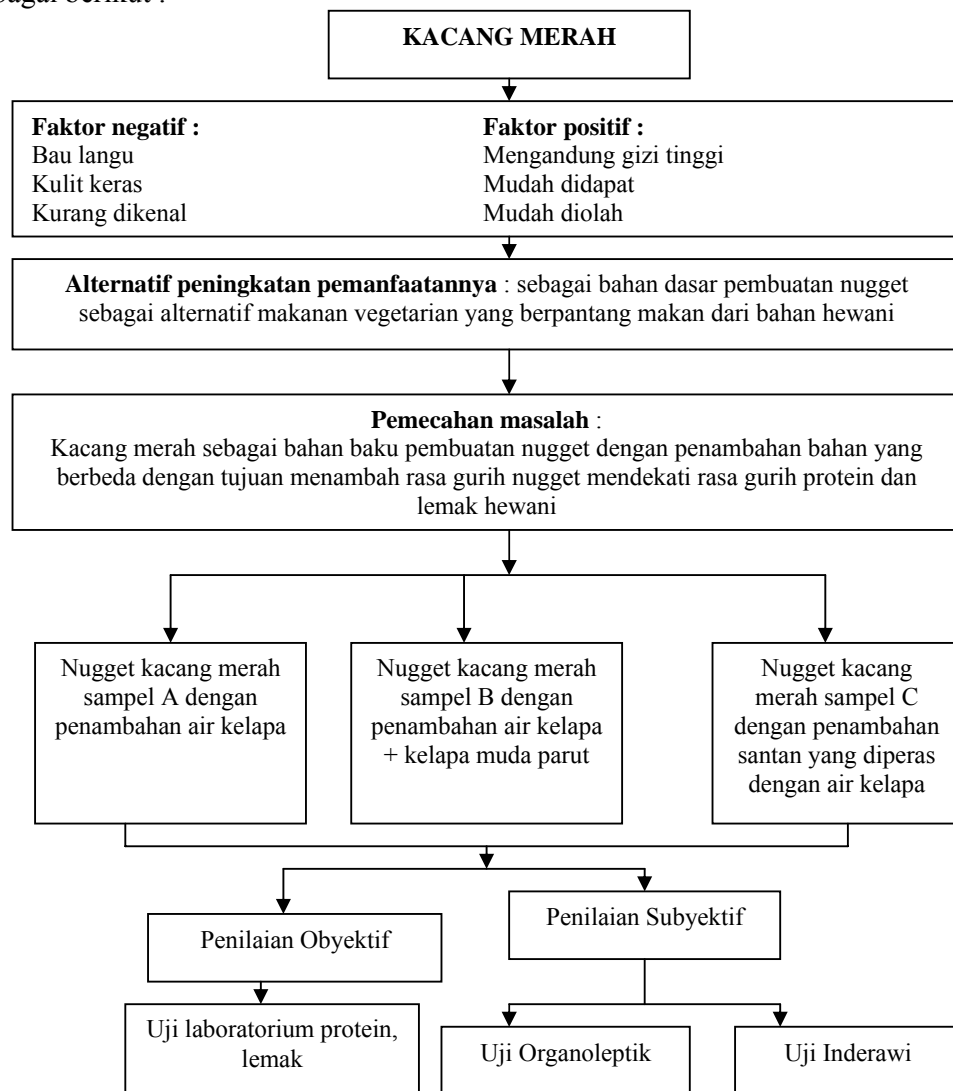 bagai berikut :
KACANG MERAH
Faktor negatif :
Bau langu
Kulit keras
Kurang dikenal
Faktor positif :
Mengandung gizi tinggi
Mudah didapat
Mudah diolah
Alternatif peningkatan pemanfaatannya : sebagai bahan dasar pembuatan nugget
sebagai alternatif makanan vegetarian yang berpantang makan dari bahan hewani
Pemecahan masalah :
Kacang merah sebagai bahan baku pembuatan nugget dengan penambahan bahan yang
berbeda dengan tujuan menambah rasa gurih nugget mendekati rasa gurih protein dan
lemak hewani
Nugget kacang merah
sampel A dengan
penambahan air kelapa
Nugget kacang merah
sampel B dengan
penambahan air kelapa
+ kelapa muda parut
Nugget kacang
merah sampel C
dengan penambahan
santan yang diperas
dengan air kelapa
Penilaian Obyektif
Penilaian Subyektif
Uji laboratorium protein,
lemak
Uji Organoleptik
Uji Inderawi